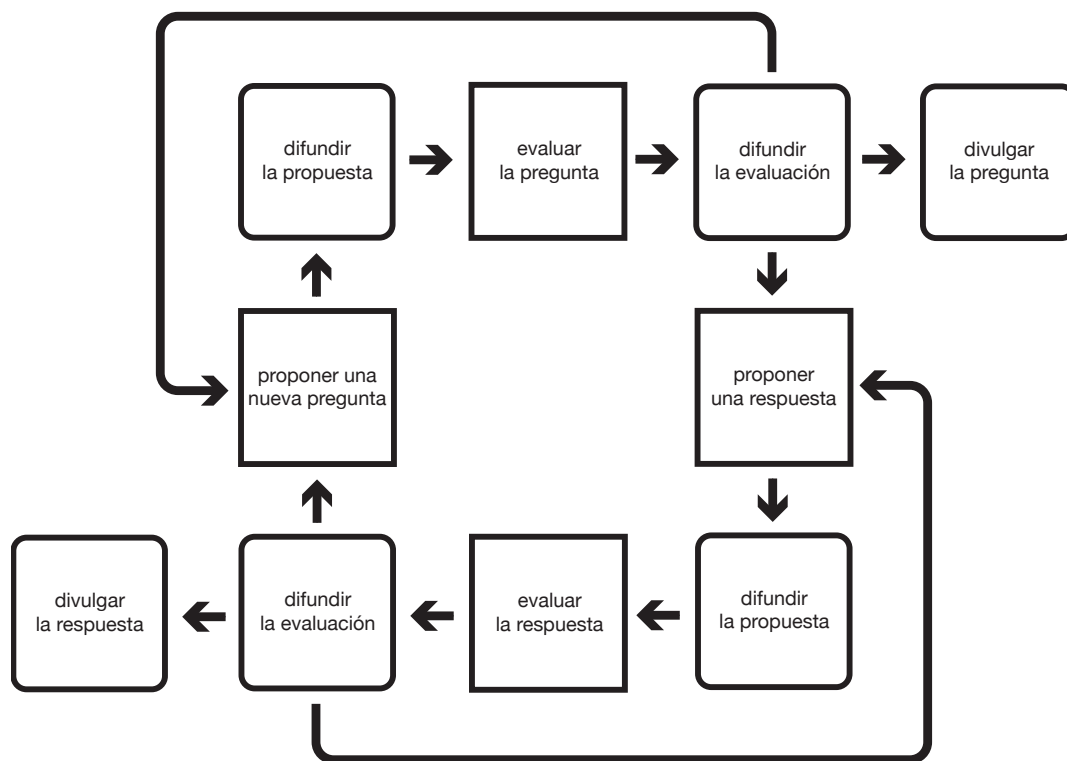 difundir
la propuesta
evaluar
la pregunta
difundir
la evaluación
divulgar
la pregunta
proponer una
nueva pregunta
proponer
una respuesta
divulgar
la respuesta
difundir
la evaluación
evaluar
la respuesta
difundir
la propuesta